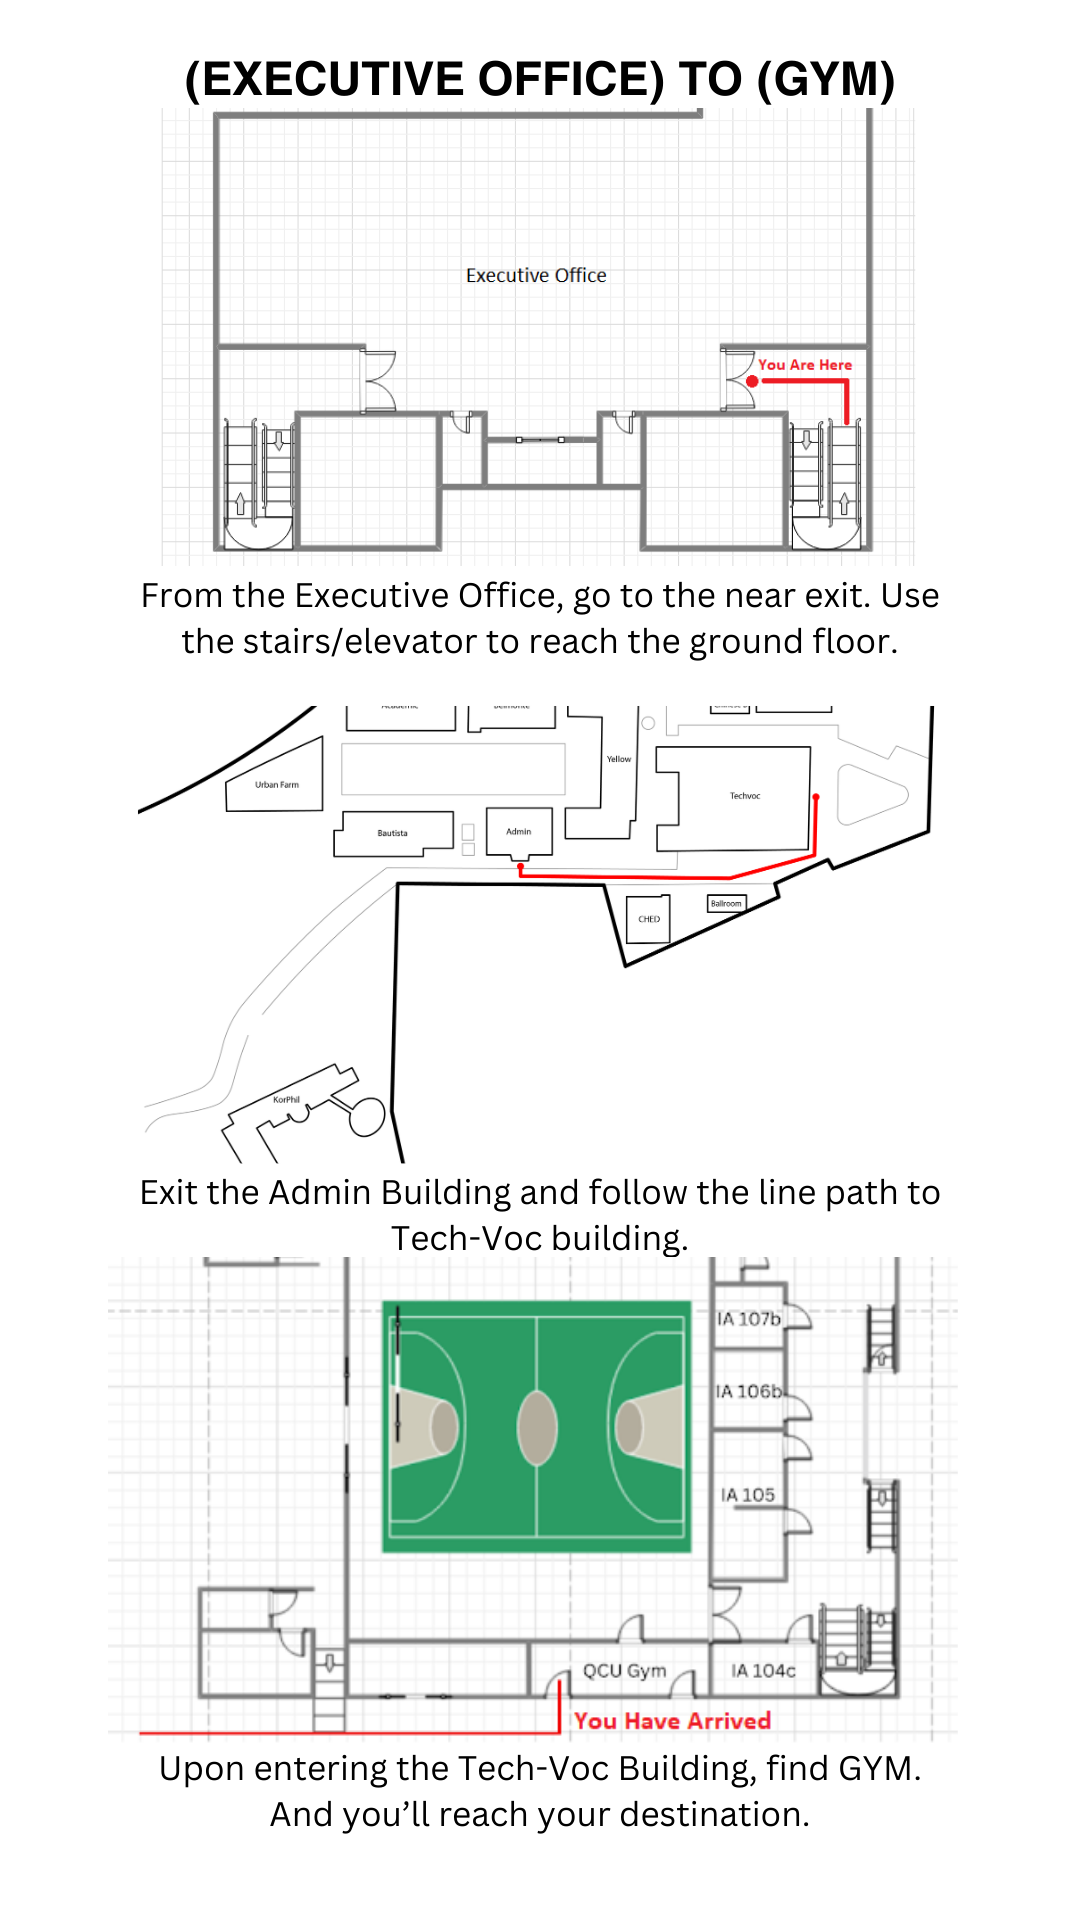 (EXECUTIVE OFFICE) TO (GYM)
Executive Office
You Are Here
From the Executive Office, go to the near exit. Use
the stairs/elevator to reach the ground floor.
Academic
Belmonte
Yellow
Urban Farm
Techvoc
Bautista
Admin
CHED
Ballroom
KorPhil
Exit the Admin Building and follow the line path to
Tech-Voc building.
IA 107b
IA 106b
IA 105
QCU Gym
IA 104c
You Have Arrived
Upon entering the Tech-Voc Building, find GYM.
And you’ll reach your destination.